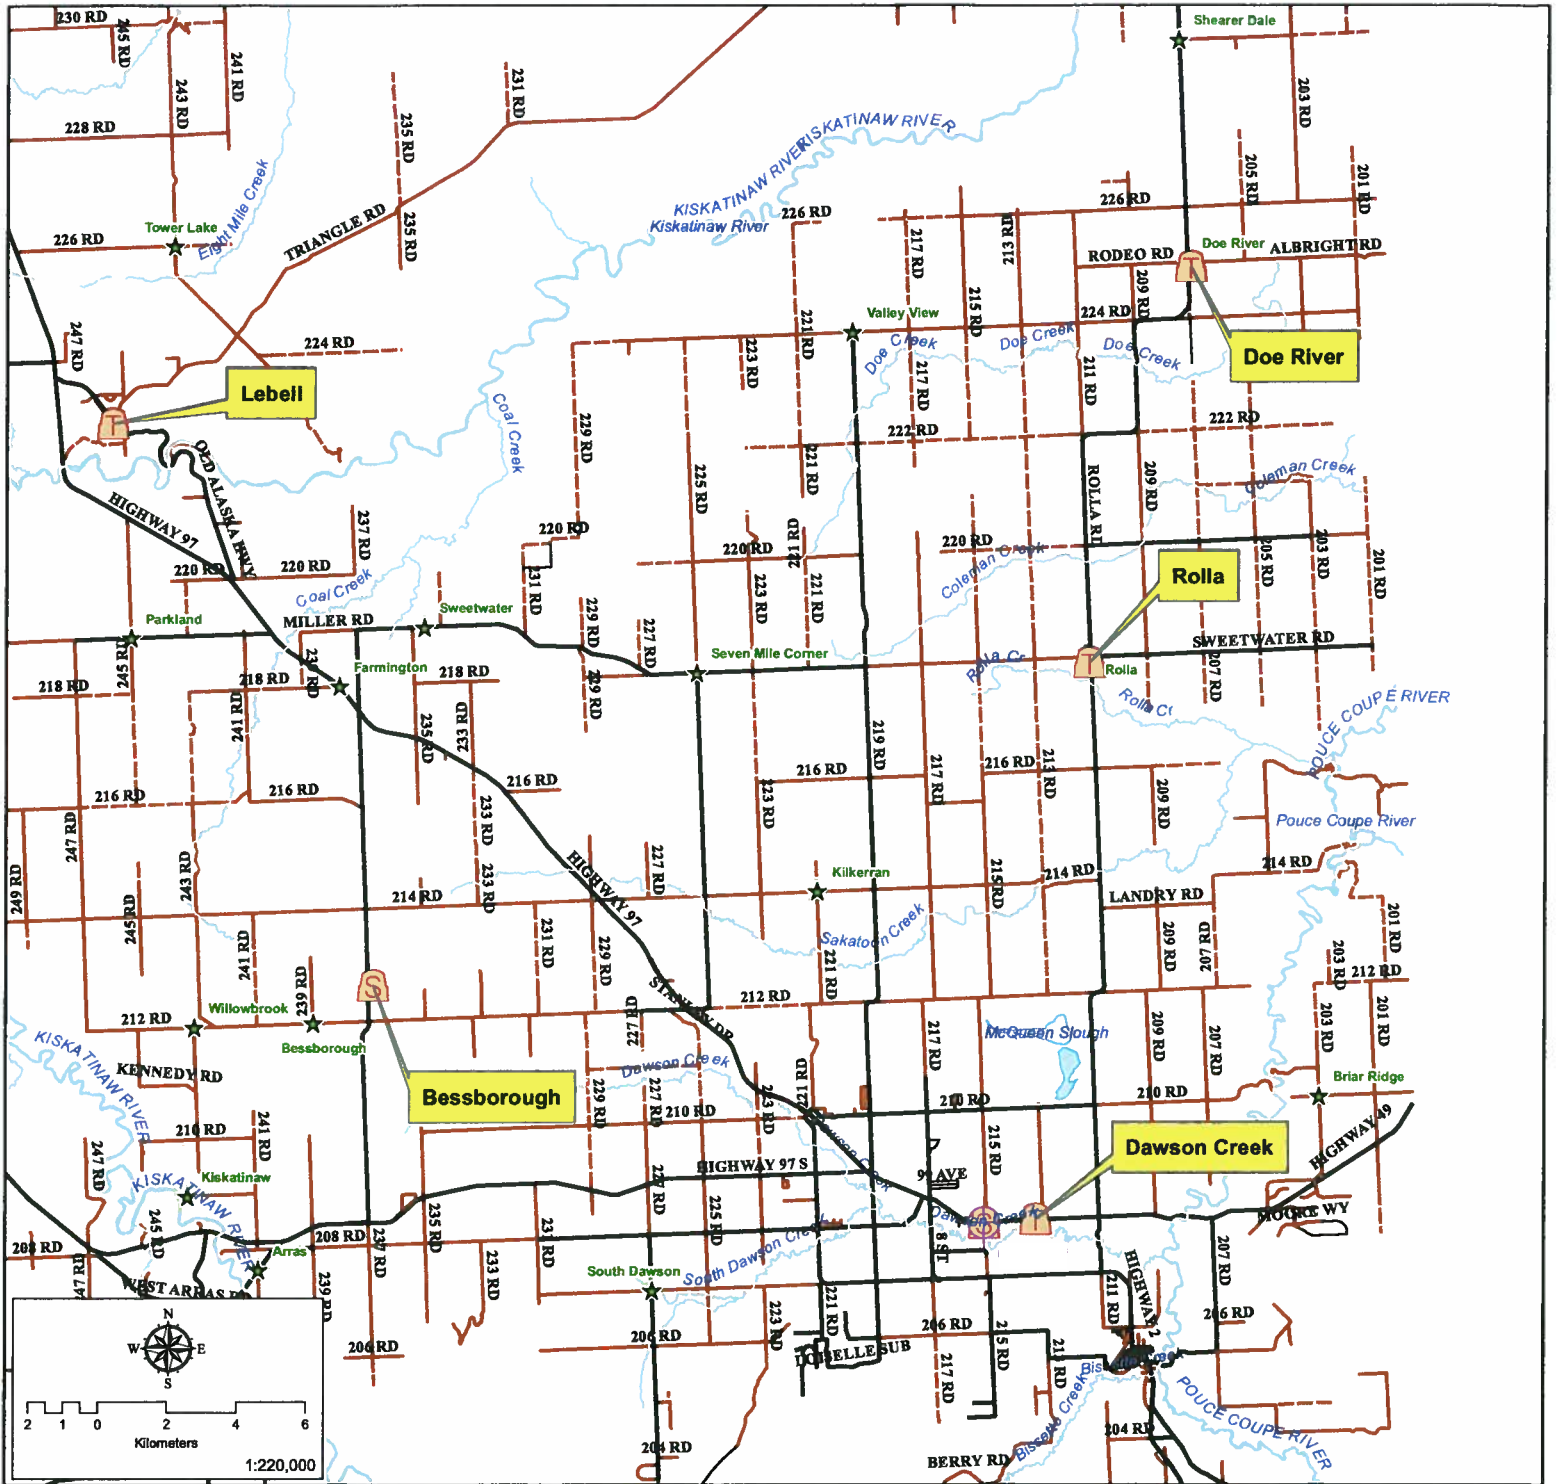 230 RD
245 RD
241 RD
243 RD
228 RD
231 RD
235 RD
Shearer Dale
203 RD
KISKATINAW RIVER
KISKATINAW RIVER
Kiskatinaw River
Eight Mile Creek
Tower Lake
226 RD
TRIANGLE RD
235 RD
226 RD
217 RD
213 RD
226 RD
205 RD
201 RD
Doe River
RODEO RD
ALBRIGHT RD
209 RD
215 RD
224 RD
Valley View
221 RD
247 RD
224 RD
223 RD
Doe Creek
Doe Creek
Doe Creek
Doe River
217 RD
211 RD
Lebell
Coal Creek
229 RD
222 RD
222 RD
OLD ALASKA HWY
221 RD
225 RD
ROLLA RD
209 RD
Coleman Creek
HIGHWAY 97
237 RD
220 RD
221 RD
220 RD
220 RD
Coleman Creek
205 RD
203 RD
201 RD
220 RD
220 RD
231 RD
223 RD
221 RD
Rolla
Coal Creek
Parkland
MILLER RD
Sweetwater
229 RD
227 RD
Seven Mile Corner
SWEETWATER RD
245 RD
239 RD
Farmington
Rolla Cr
Rolla
207 RD
218 RD
218 RD
218 RD
229 RD
Rolla Cr
POUCE COUPE RIVER
241 RD
235 RD
233 RD
219 RD
216 RD
216 RD
216 RD
216 RD
217 RD
216 RD
213 RD
209 RD
223 RD
Pouce Coupe River
247 RD
233 RD
249 RD
243 RD
233 RD
HIGHWAY 97
227 RD
Kilkerran
215 RD
214 RD
214 RD
214 RD
LANDRY RD
245 RD
231 RD
229 RD
Sakatoon Creek
241 RD
221 RD
209 RD
207 RD
201 RD
203 RD
212 RD
239 RD
STANLEY DR
212 RD
Willowbrook
212 RD
227 RD
217 RD
McQueen Slough
209 RD
207 RD
203 RD
201 RD
KISKATINAW RIVER
Bessborough
KENNEDY RD
Dawson Creek
221 RD
Briar Ridge
Bessborough
229 RD
227 RD
210 RD
223 RD
210 RD
210 RD
210 RD
241 RD
215 RD
Dawson Creek
HIGHWAY 49
247 RD
Dawson Creek
KISKATINAW RIVER
Kiskatinaw
227 RD
HIGHWAY 97 S
MOORE WY
245 RD
235 RD
225 RD
Dawson Creek
208 RD
Arras
208 RD
237 RD
231 RD
233 RD
South Dawson Creek
8 ST
207 RD
247 RD
WEST ARRAS
239 RD
South Dawson
223 RD
221 RD
HIGHWAY 2
211 RD
206 RD
206 RD
206 RD
206 RD
215 RD
213 RD
217 RD
POUCE COUPE RIVER
204 RD
204 RD
BERRY RD
N
W
E
S
2 1 0 2 4 6
Kilometers
1:220,000